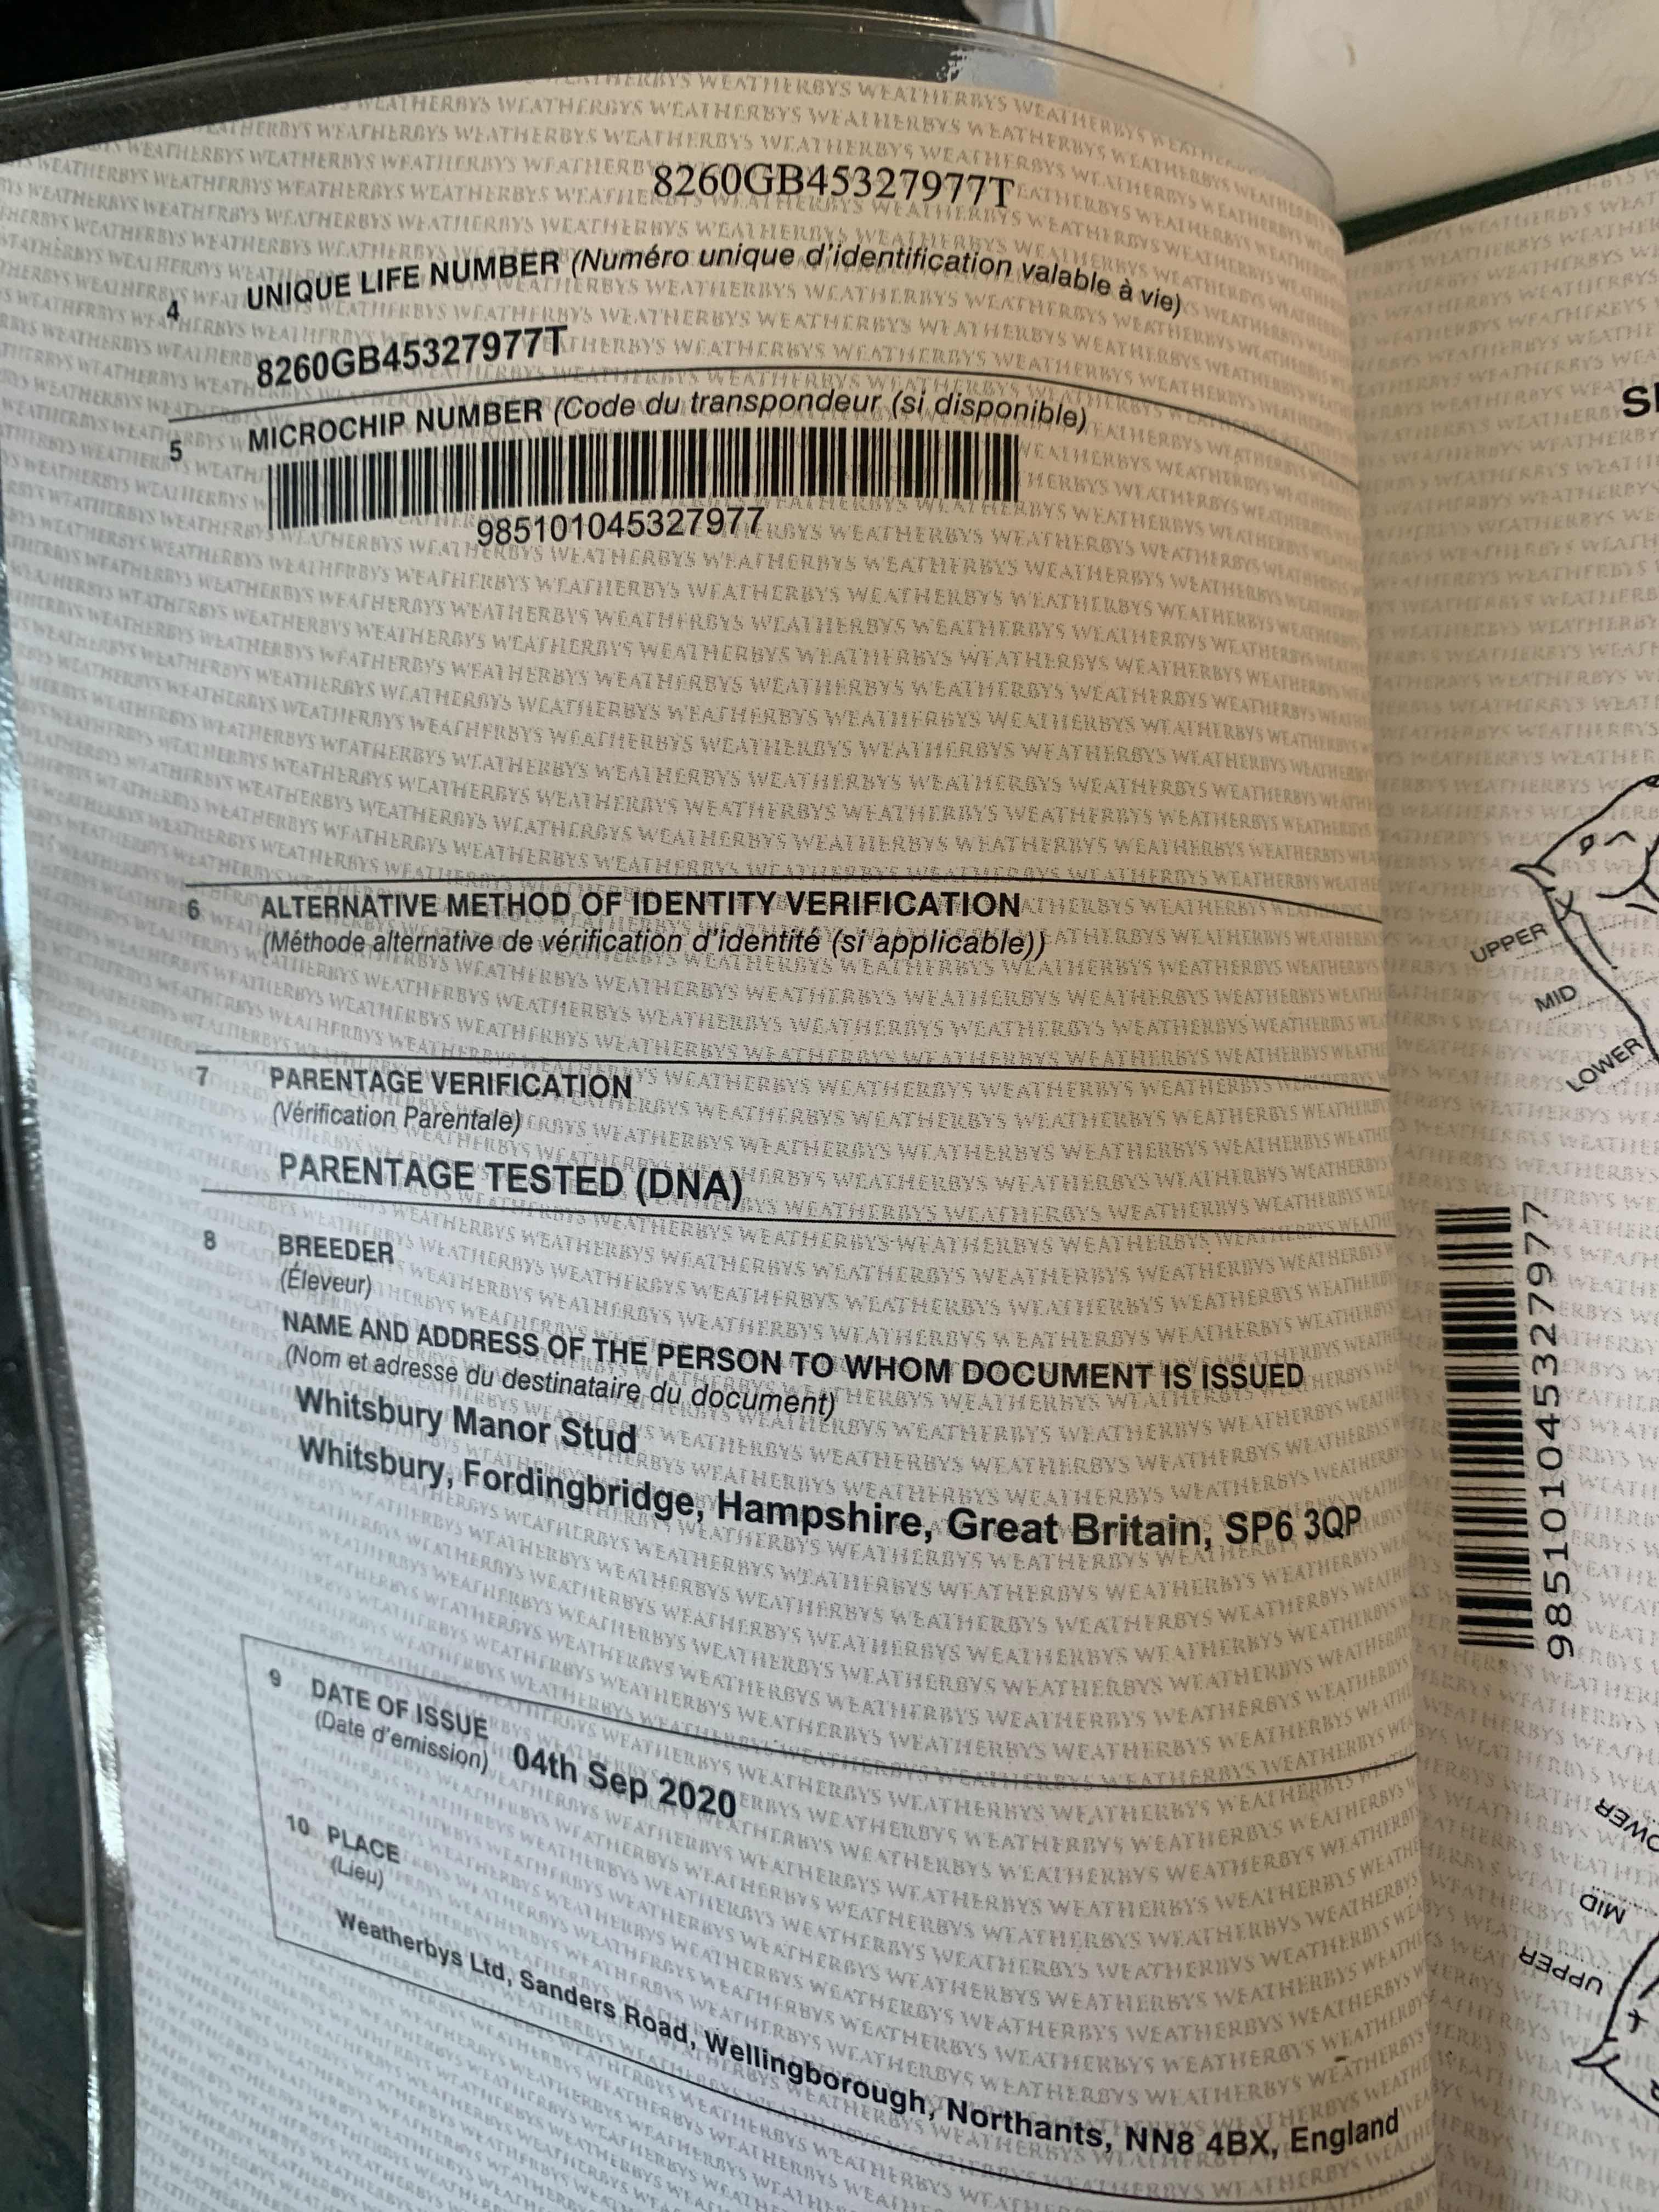 8260GB45327977T
4 UNIQUE LIFE NUMBER (Numéro unique d'identification valable à vie)
8260GB45327977T
5 MICROCHIP NUMBER (Code du transpondeur (si disponible)
985101045327977
6 ALTERNATIVE METHOD OF IDENTITY VERIFICATION
(Méthode alternative de vérification d'identité (si applicable))
7 PARENTAGE VERIFICATION
(Vérification Parentale)
PARENTAGE TESTED (DNA)
8 BREEDER
(Éleveur)
NAME AND ADDRESS OF THE PERSON TO WHOM DOCUMENT IS ISSUED
(Nom et adresse du destinataire du document)
Whitsbury Manor Stud
Whitsbury, Fordingbridge, Hampshire, Great Britain, SP6 3QP
9 DATE OF ISSUE
(Date d'emission) 04th Sep 2020
10 PLACE
(Lieu)
Weatherbys Ltd, Sanders Road, Wellingborough, Northants, NN8 4BX, England
UPPER
MID
LOWER
985101045327977
MID
UPPER